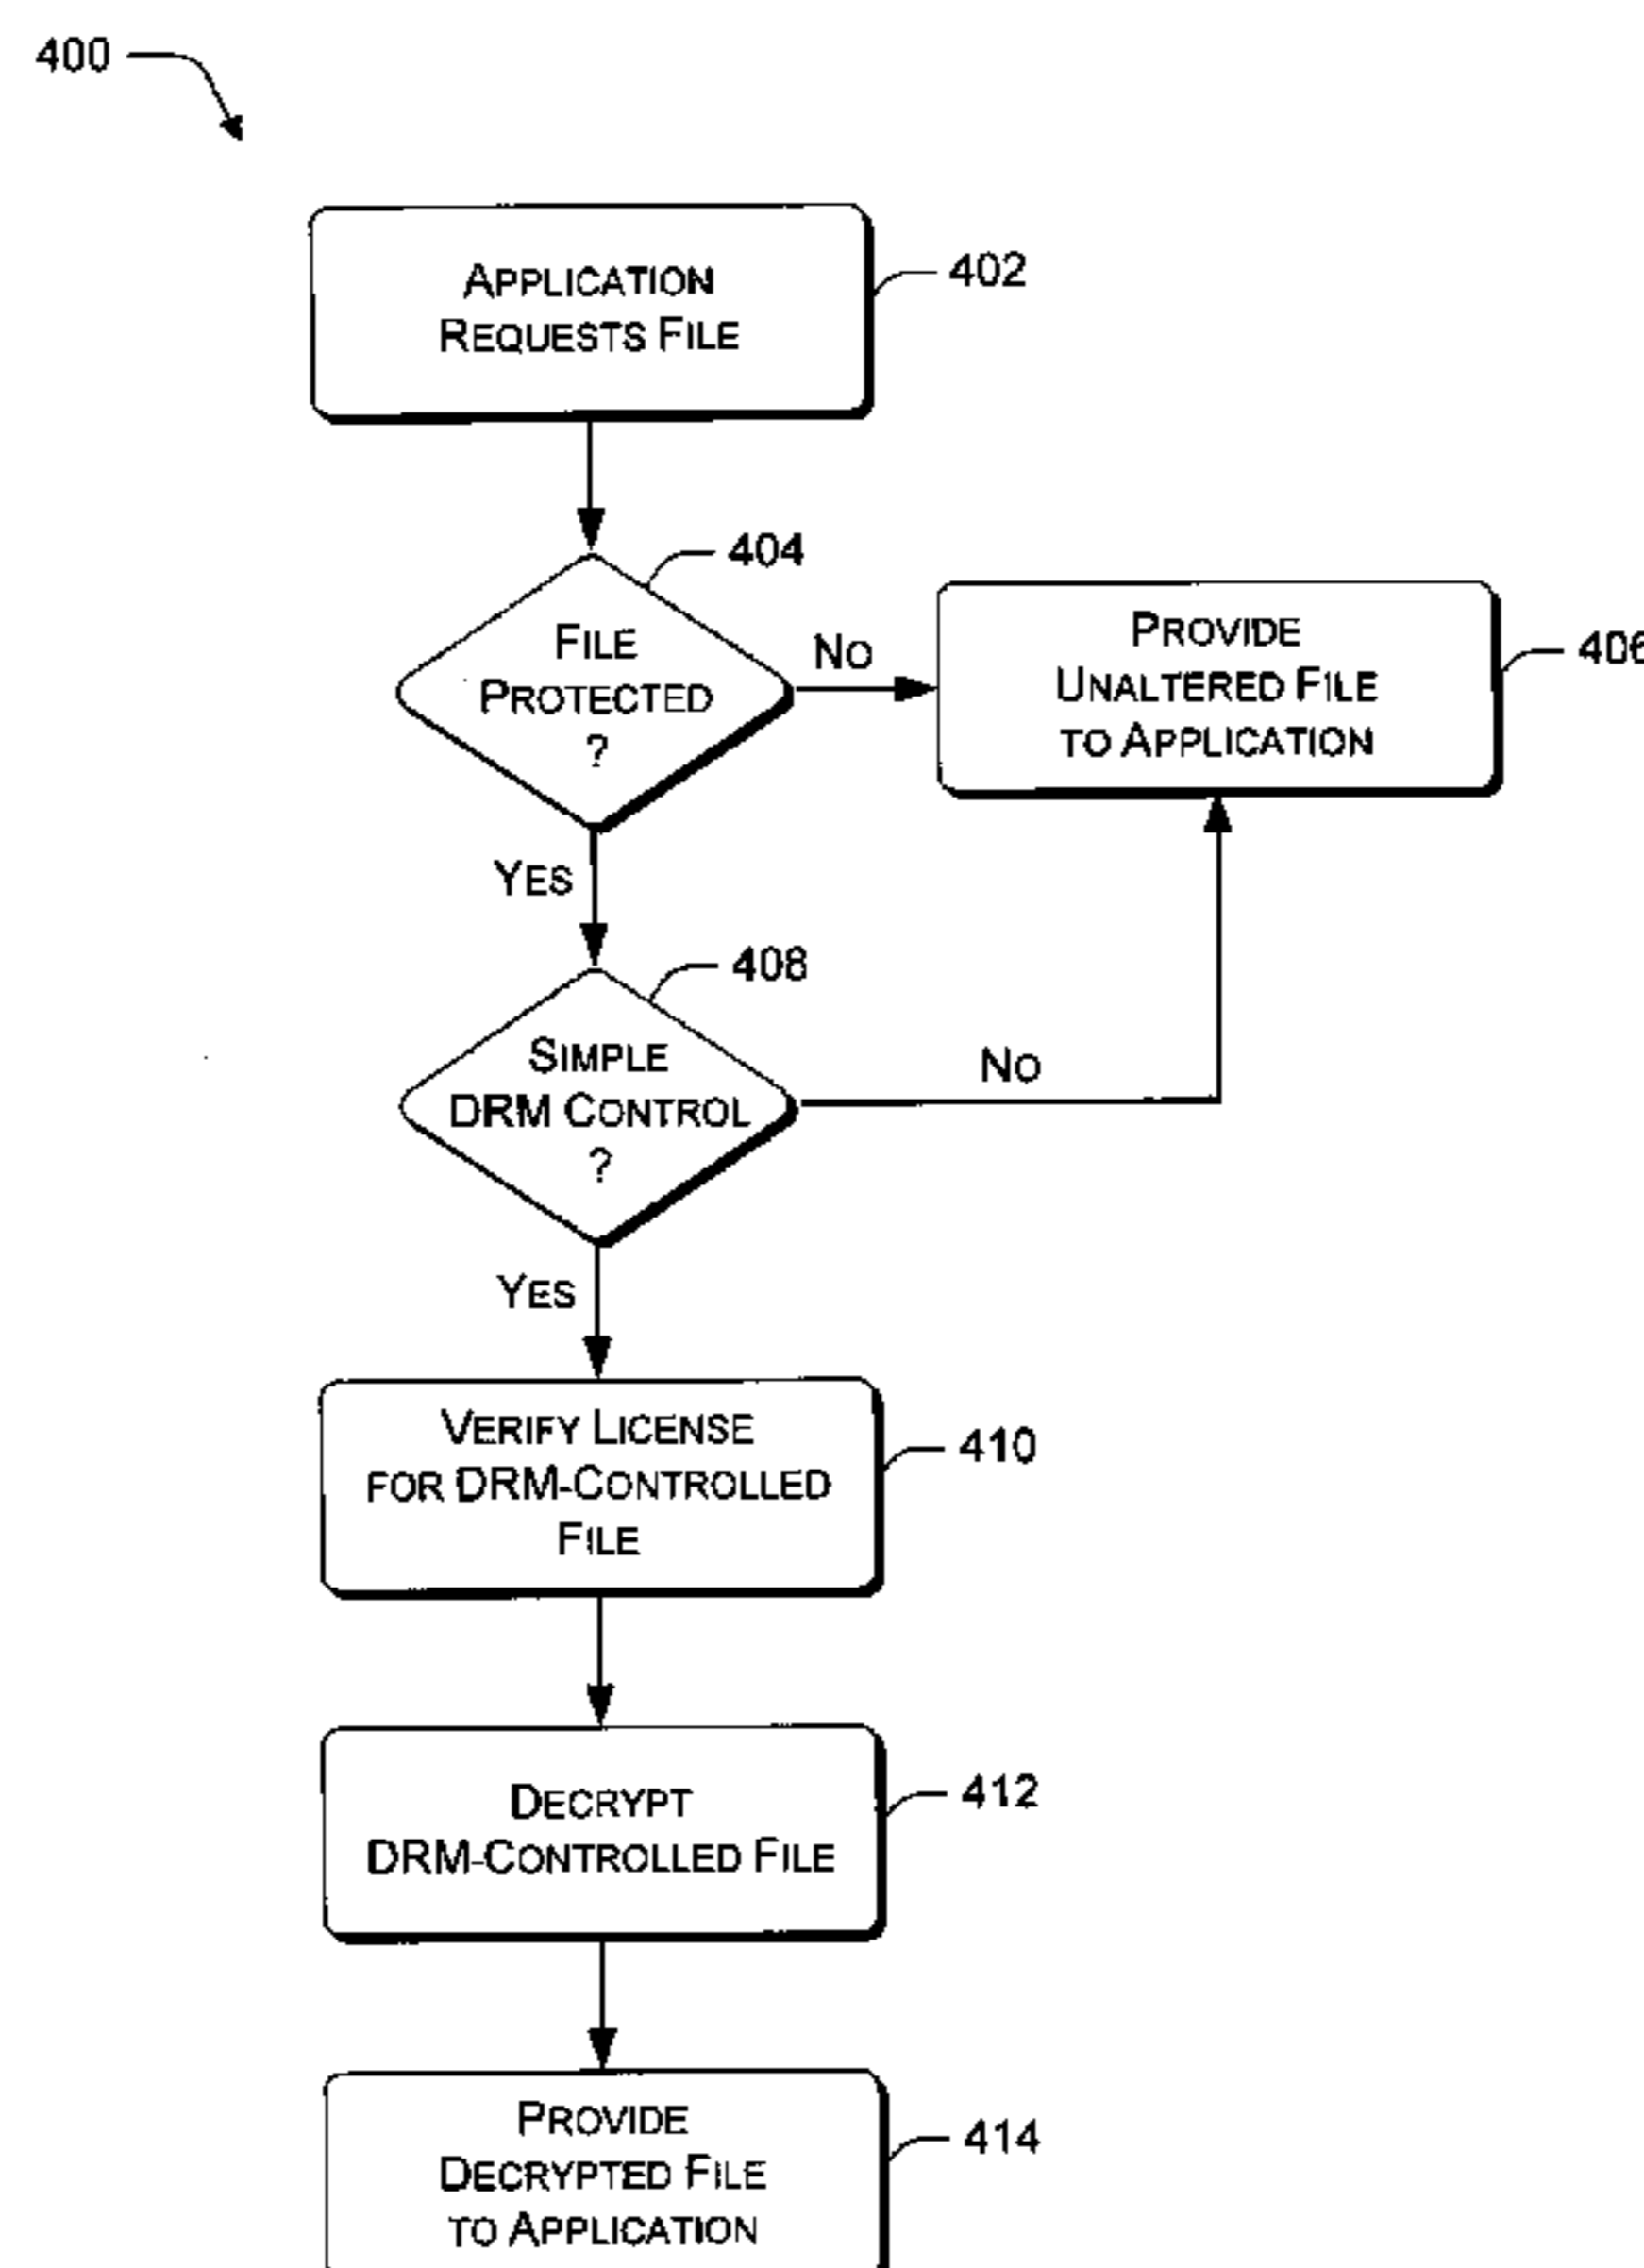 400
APPLICATION
REQUESTS FILE
402
404
FILE
PROTECTED
?
NO
PROVIDE
UNALTERED FILE
TO APPLICATION
406
YES
408
SIMPLE
DRM CONTROL
?
NO
YES
VERIFY LICENSE
FOR DRM-CONTROLLED
FILE
410
DECRYPT
DRM-CONTROLLED FILE
412
PROVIDE
DECRYPTED FILE
TO APPLICATION
414